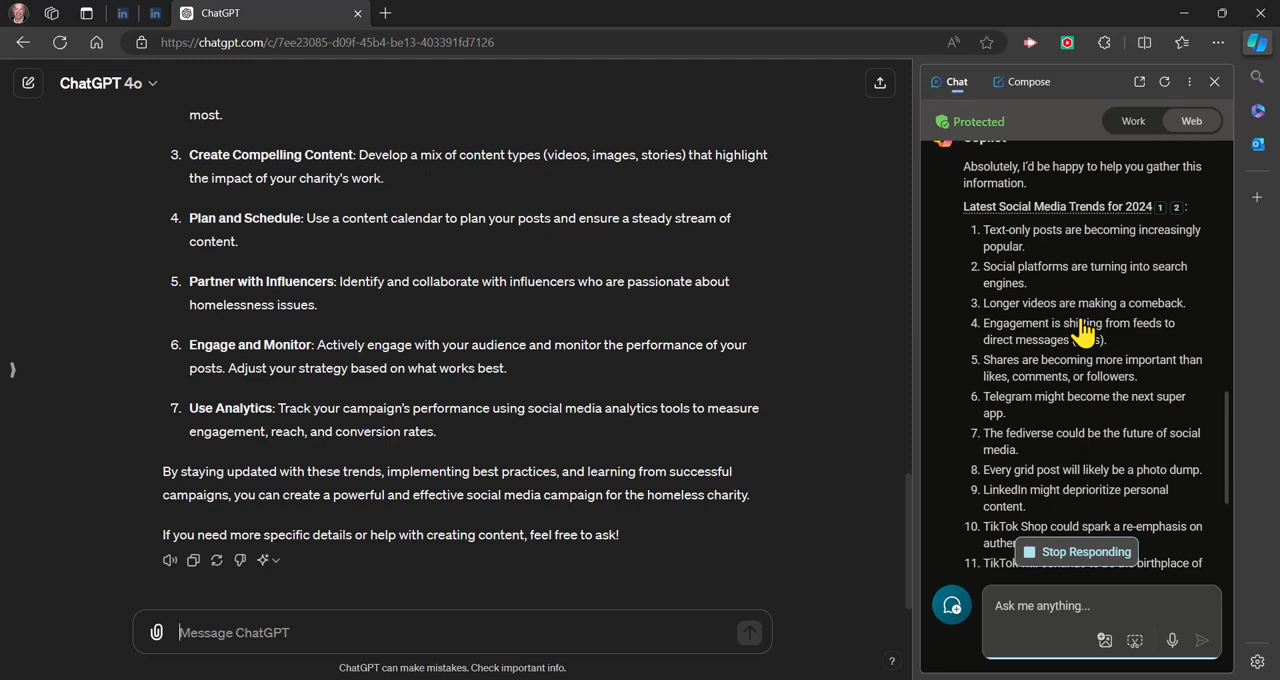 ChatGPT
https://chatgpt.com/c/7ee23085-d09f-45b4-be13-403391fd7126
ChatGPT 4o
most.
3. Create Compelling Content: Develop a mix of content types (videos, images, stories) that highlight
the impact of your charity's work.
4. Plan and Schedule: Use a content calendar to plan your posts and ensure a steady stream of
content.
5. Partner with Influencers: Identify and collaborate with influencers who are passionate about
homelessness issues.
6. Engage and Monitor: Actively engage with your audience and monitor the performance of your
posts. Adjust your strategy based on what works best.
7. Use Analytics: Track your campaign's performance using social media analytics tools to measure
engagement, reach, and conversion rates.
By staying updated with these trends, implementing best practices, and learning from successful
campaigns, you can create a powerful and effective social media campaign for the homeless charity.
If you need more specific details or help with creating content, feel free to ask!
Message ChatGPT
ChatGPT can make mistakes. Check important info.
?
Chat
Compose
Protected
Work
Web
Absolutely, I'd be happy to help you gather this
information.
Latest Social Media Trends for 2024 1 2 :
1. Text-only posts are becoming increasingly
popular.
2. Social platforms are turning into search
engines.
3. Longer videos are making a comeback.
4. Engagement is shifting from feeds to
direct messages
5. Shares are becoming more important than
likes, comments, or followers.
6. Telegram might become the next super
app.
7. The fediverse could be the future of social
media.
8. Every grid post will likely be a photo dump.
9. LinkedIn might deprioritize personal
content.
10. TikTok Shop could spark a re-emphasis on
11. birthplace of
Stop Responding
Ask me anything...